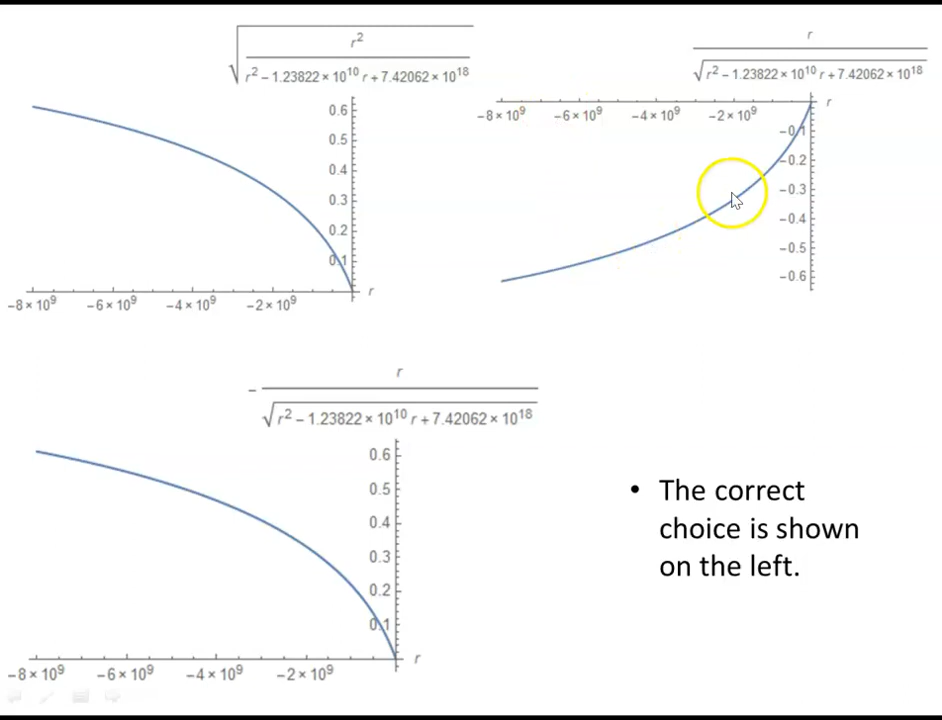 √(r² / (r² − 1.23822 × 10¹⁰ r + 7.42062 × 10¹⁸))
0.6
0.5
0.4
0.3
0.2
0.1
−8 × 10⁹ −6 × 10⁹ −4 × 10⁹ −2 × 10⁹ r
r / √(r² − 1.23822 × 10¹⁰ r + 7.42062 × 10¹⁸)
−8 × 10⁹ −6 × 10⁹ −4 × 10⁹ −2 × 10⁹ r
−0.1
−0.2
−0.3
−0.4
−0.5
−0.6
− r / √(r² − 1.23822 × 10¹⁰ r + 7.42062 × 10¹⁸)
0.6
0.5
0.4
0.3
0.2
0.1
−8 × 10⁹ −6 × 10⁹ −4 × 10⁹ −2 × 10⁹ r
• The correct
choice is shown
on the left.